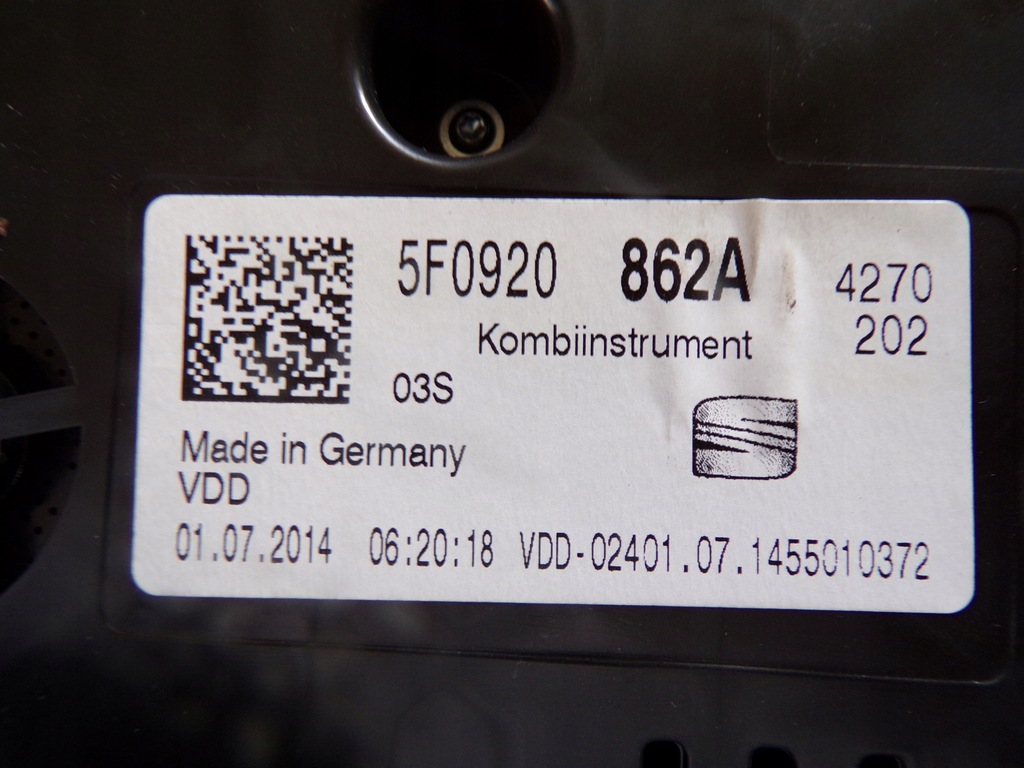 5F0920 862A 4270
Kombiinstrument 202
03S
Made in Germany
VDD
01.07.2014 06:20:18 VDD-02401.07.1455010372